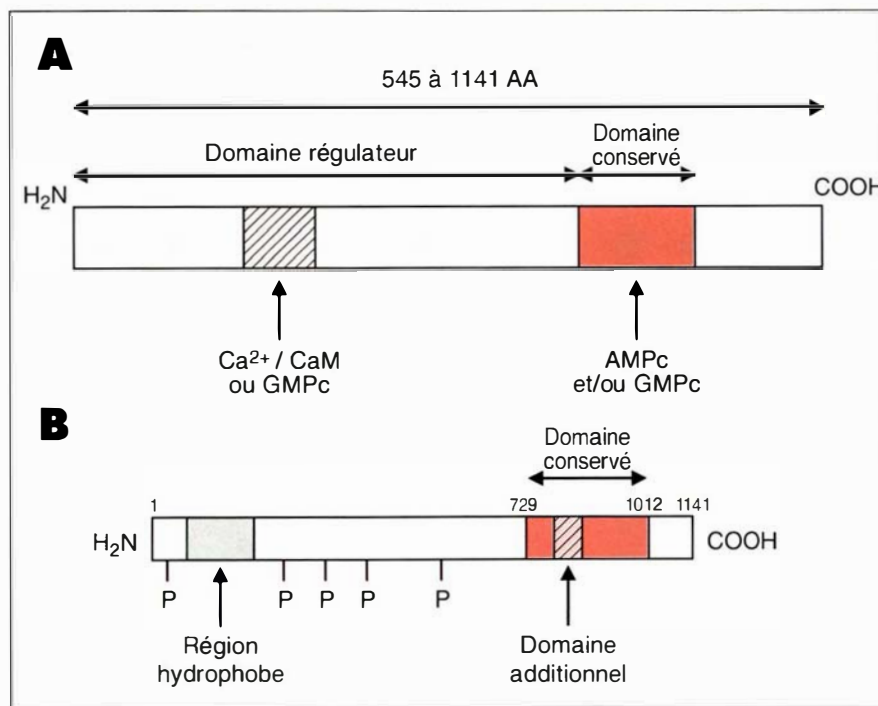 A
545 à 1141 AA
Domaine régulateur
Domaine
conservé
H₂N
COOH
Ca²⁺ / CaM
ou GMPc
AMPc
et/ou GMPc
B
Domaine
conservé
1
729
1012
1141
H₂N
COOH
P
P
P
P
P
Région
hydrophobe
Domaine
additionnel